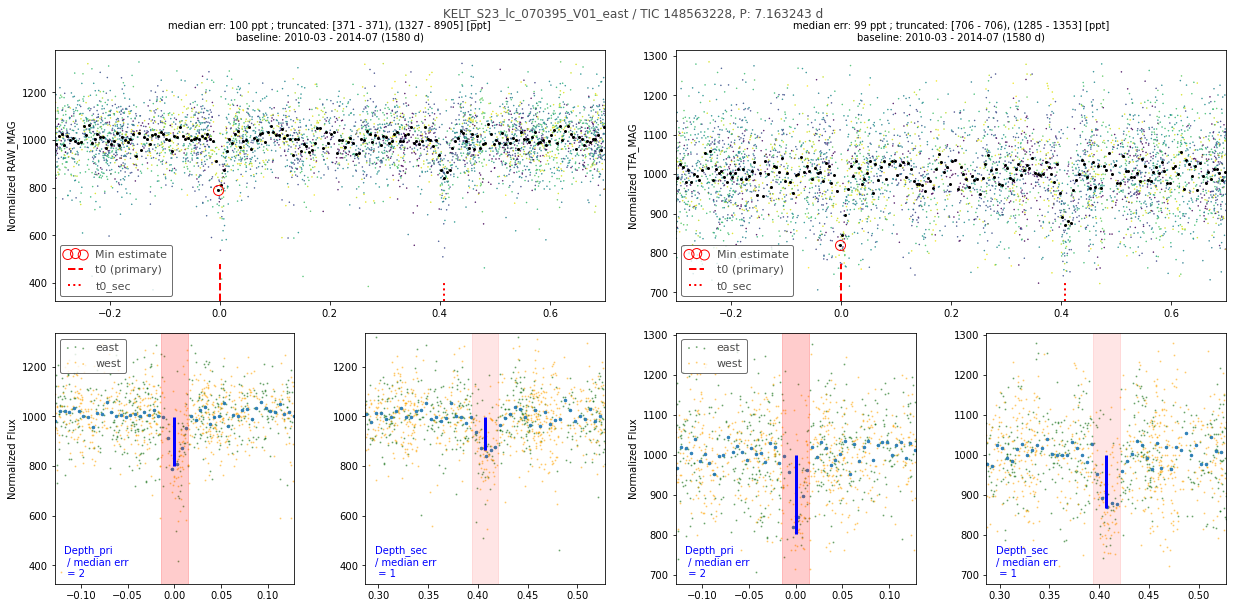 KELT_S23_lc_070395_V01_east / TIC 148563228, P: 7.163243 d
median err: 100 ppt ; truncated: [371 - 371), (1327 - 8905] [ppt]
baseline: 2010-03 - 2014-07 (1580 d)
Normalized RAW_MAG
1200
1000
800
600
400
Min estimate
t0 (primary)
t0_sec
−0.2
0.0
0.2
0.4
0.6
median err: 99 ppt ; truncated: [706 - 706), (1285 - 1353] [ppt]
baseline: 2010-03 - 2014-07 (1580 d)
Normalized TFA_MAG
1300
1200
1100
1000
900
800
700
Min estimate
t0 (primary)
t0_sec
−0.2
0.0
0.2
0.4
0.6
Normalized Flux
1200
1000
800
600
400
east
west
Depth_pri
/ median err
= 2
−0.10
−0.05
0.00
0.05
0.10
1200
1000
800
600
400
Depth_sec
/ median err
= 1
0.30
0.35
0.40
0.45
0.50
Normalized Flux
1300
1200
1100
1000
900
800
700
east
west
Depth_pri
/ median err
= 2
−0.10
−0.05
0.00
0.05
0.10
1300
1200
1100
1000
900
800
700
Depth_sec
/ median err
= 1
0.30
0.35
0.40
0.45
0.50